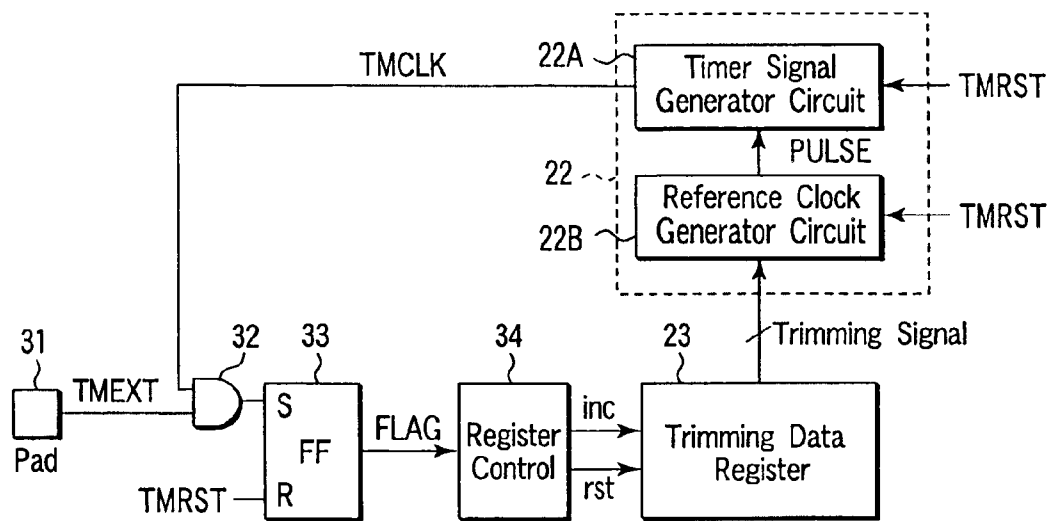 TMCLK
22A
Timer Signal
Generator Circuit
TMRST
PULSE
22
Reference Clock
Generator Circuit
22B
TMRST
Trimming Signal
31
TMEXT
Pad
32
33
S
FF
R
TMRST
FLAG
34
Register
Control
inc
rst
23
Trimming Data
Register